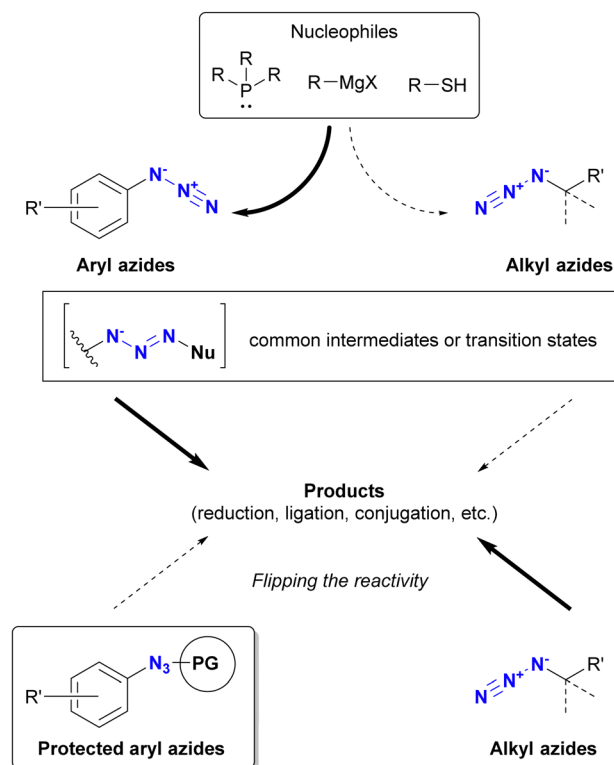 Nucleophiles
R
R R R–MgX R–SH
P
N- N+ N
R'
Aryl azides
N N+ N- R'
Alkyl azides
N- N N Nu common intermediates or transition states
Products
(reduction, ligation, conjugation, etc.)
Flipping the reactivity
N3 PG
R'
Protected aryl azides
N N+ N- R'
Alkyl azides